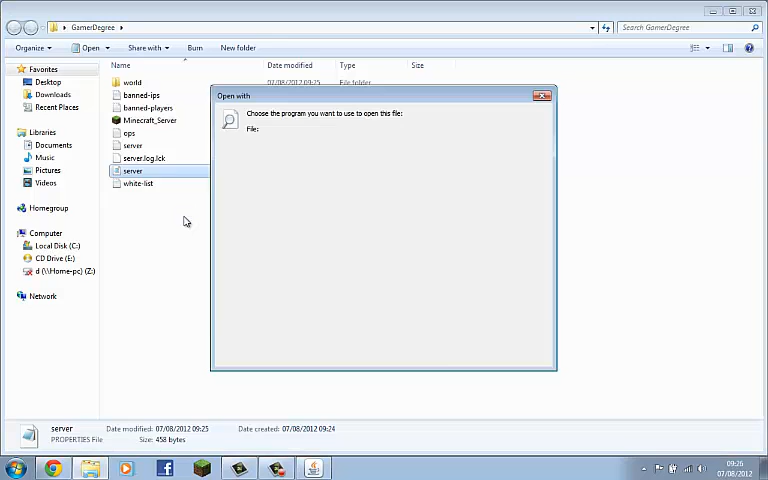 GamerDegree
Search GamerDegree
Organize
Open
Share with
Burn
New folder
Name
Date modified
Type
Size
Favorites
Desktop
Downloads
Recent Places
Libraries
Documents
Music
Pictures
Videos
Homegroup
Computer
Local Disk (C:)
CD Drive (E:)
d (\\Home-pc) (Z:)
Network
world
07/08/2012 09:25
File folder
banned-ips
banned-players
Minecraft_Server
ops
server
server.log.lck
server
white-list
Open with
Choose the program you want to use to open this file:
File:
server
Date modified: 07/08/2012 09:25
Date created: 07/08/2012 09:24
PROPERTIES File
Size: 458 bytes
09:26
07/08/2012